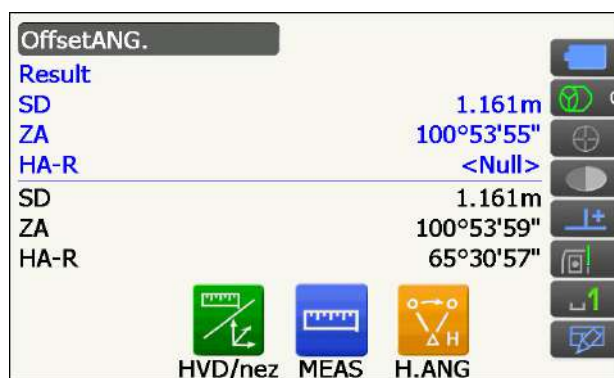 OffsetANG.
Result
SD 1.161m
ZA 100°53'55"
HA-R <Null>
SD 1.161m
ZA 100°53'59"
HA-R 65°30'57"
HVD/nez MEAS H.ANG